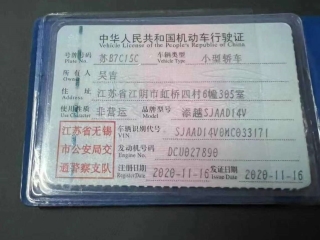 中华人民共和国机动车行驶证
Vehicle License of the People's Republic of China
号牌号码 Plate No. 苏B7C15C 车辆类型 Vehicle Type 小型轿车
所有人 Owner 吴青
住址 Address 江苏省江阴市虹桥四村6幢305室
使用性质 Use Character 非营运 品牌型号 Model 添越SJAAD14V
江苏省无锡市公安局交通警察支队
车辆识别代号 VIN SJAAD14V0MC033171
发动机号码 Engine No. DCU027890
注册日期 Register Date 2020-11-16 发证日期 Issue Date 2020-11-16